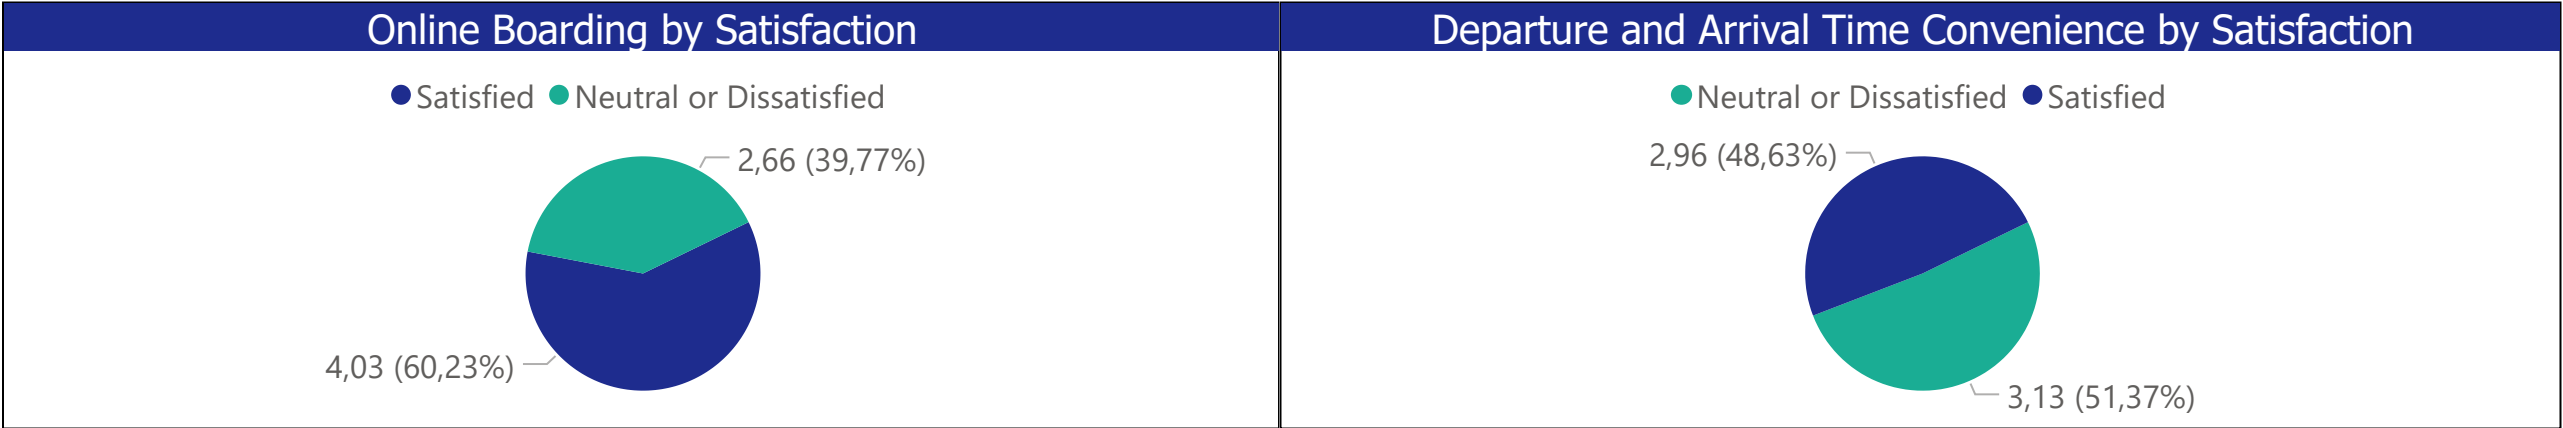 Online Boarding by Satisfaction
Satisfied Neutral or Dissatisfied
2,66 (39,77%)
4,03 (60,23%)
Departure and Arrival Time Convenience by Satisfaction
Neutral or Dissatisfied Satisfied
2,96 (48,63%)
3,13 (51,37%)